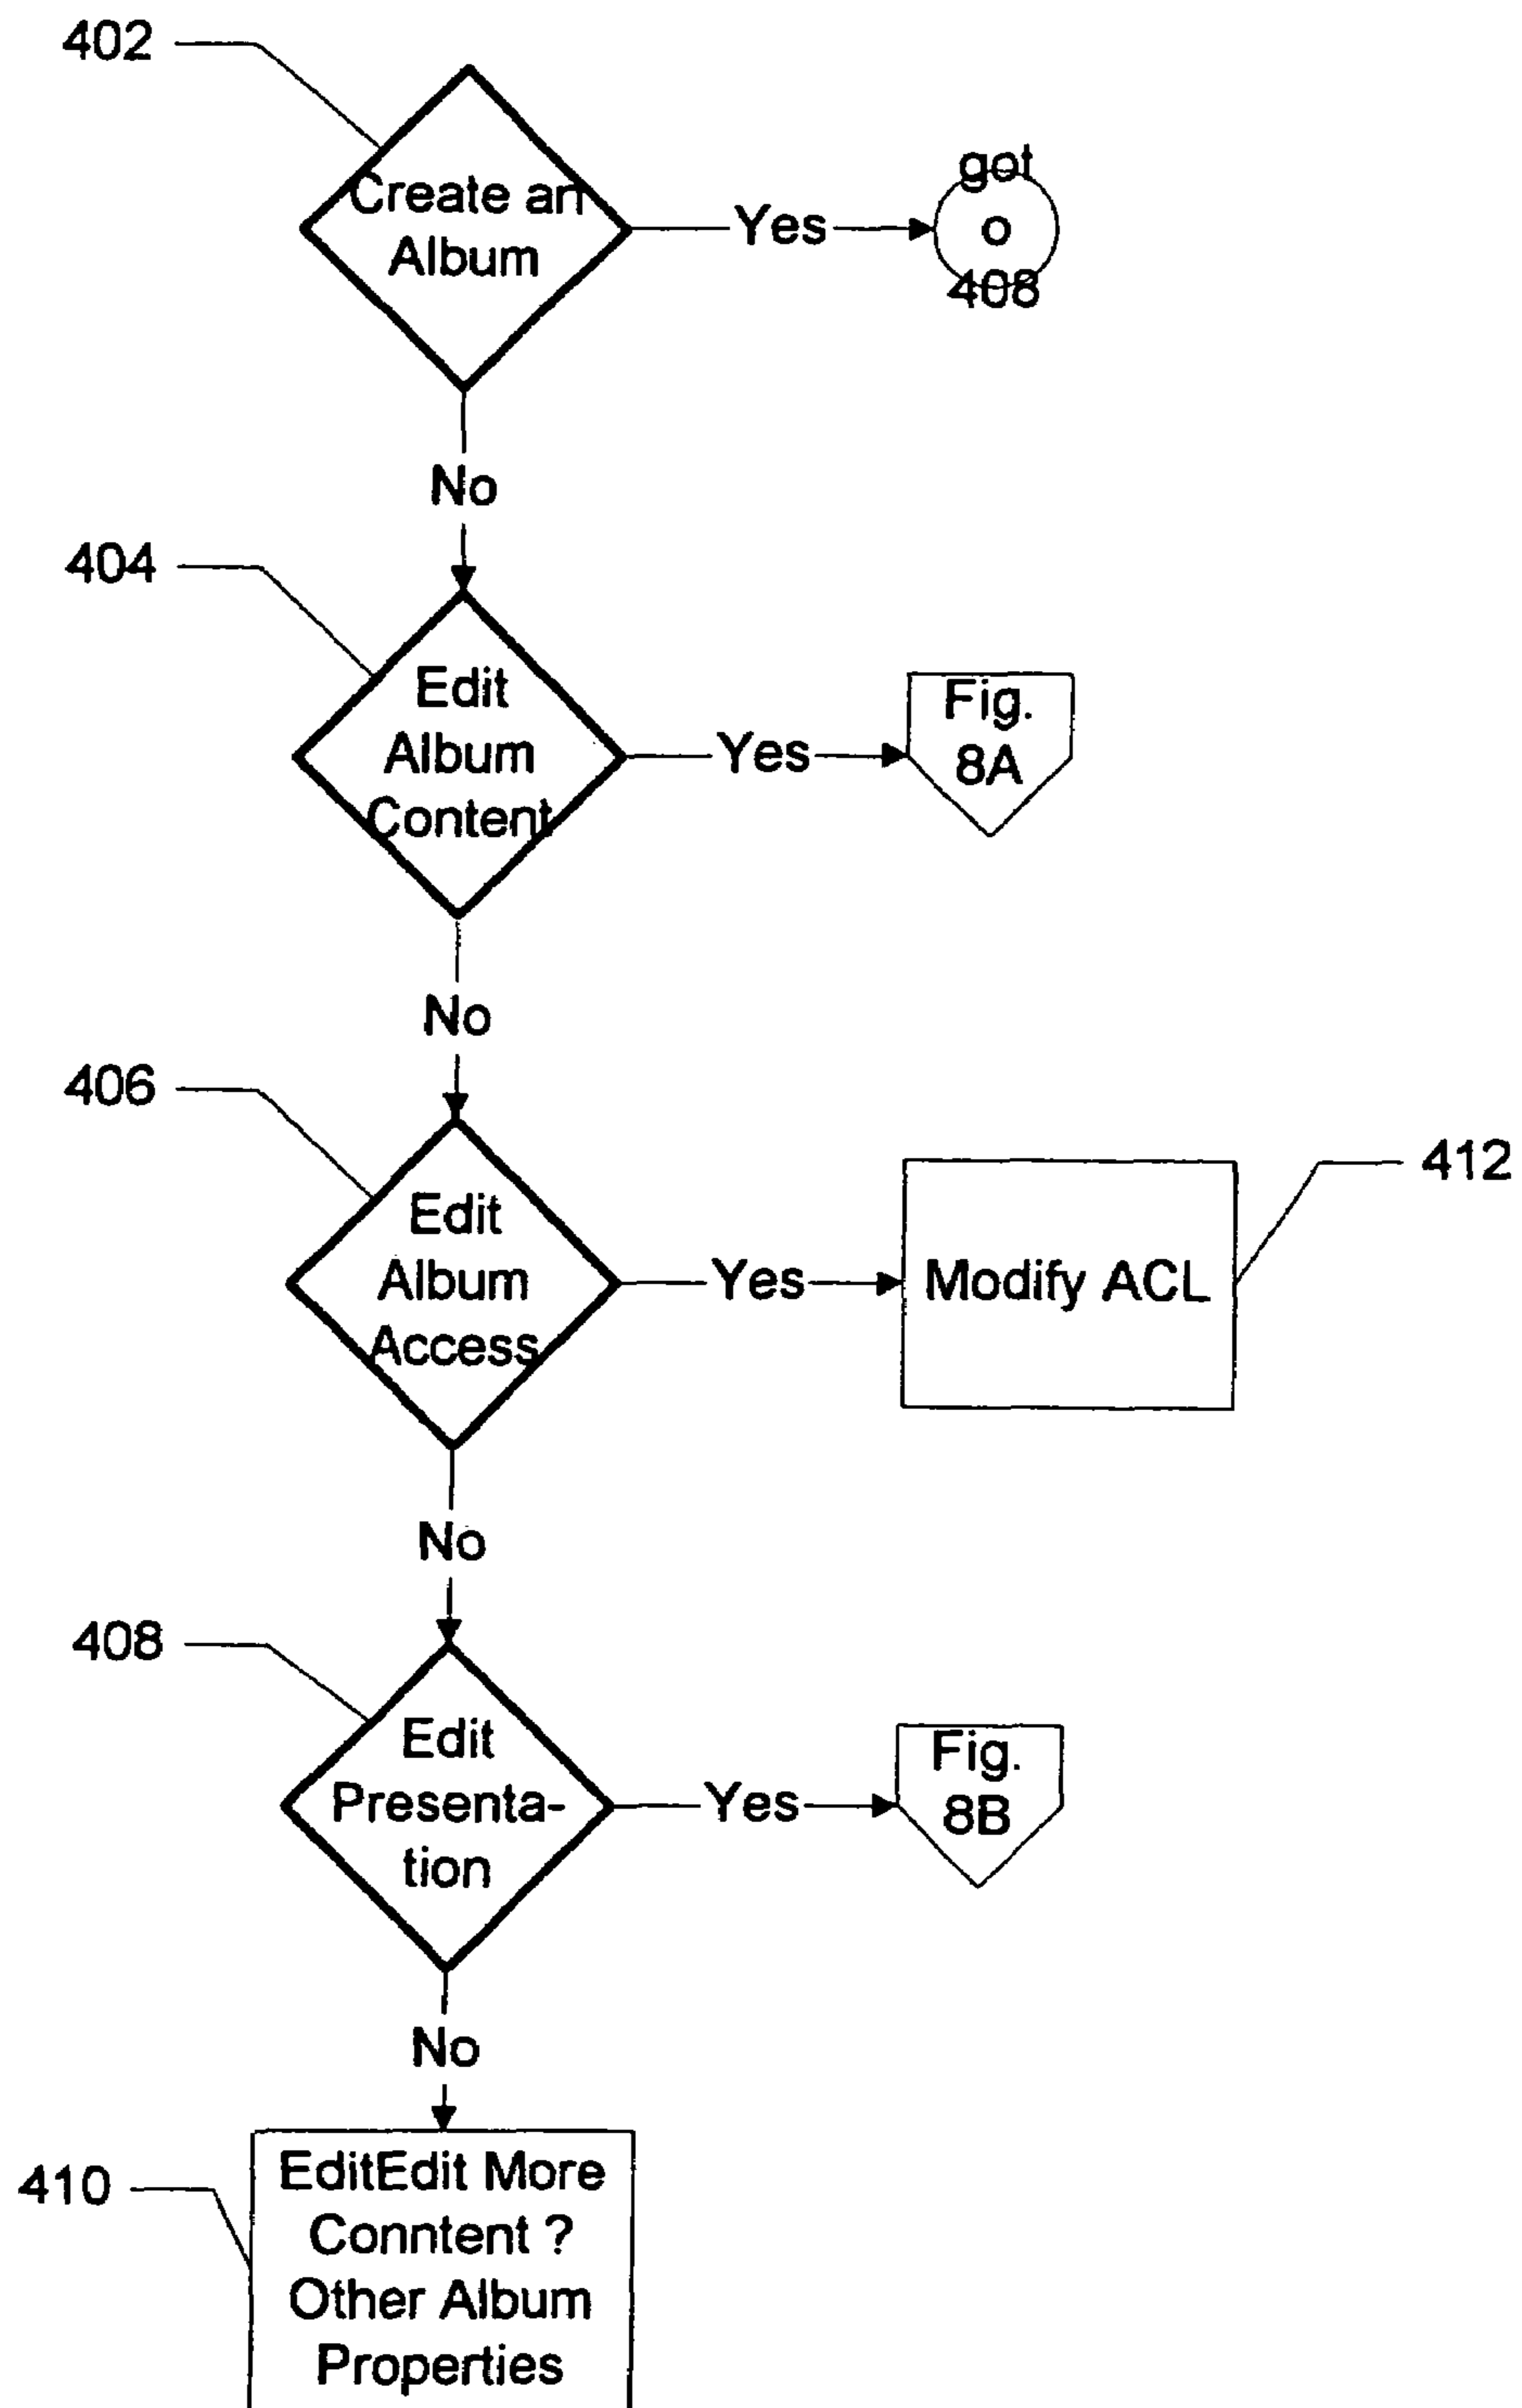 402
Create an
Album
Yes
got
o
408
No
404
Edit
Album
Content
Yes
Fig.
8A
No
406
Edit
Album
Access
Yes
Modify ACL
412
No
408
Edit
Presenta-
tion
Yes
Fig.
8B
No
410
EditEdit More
Conntent ?
Other Album
Properties